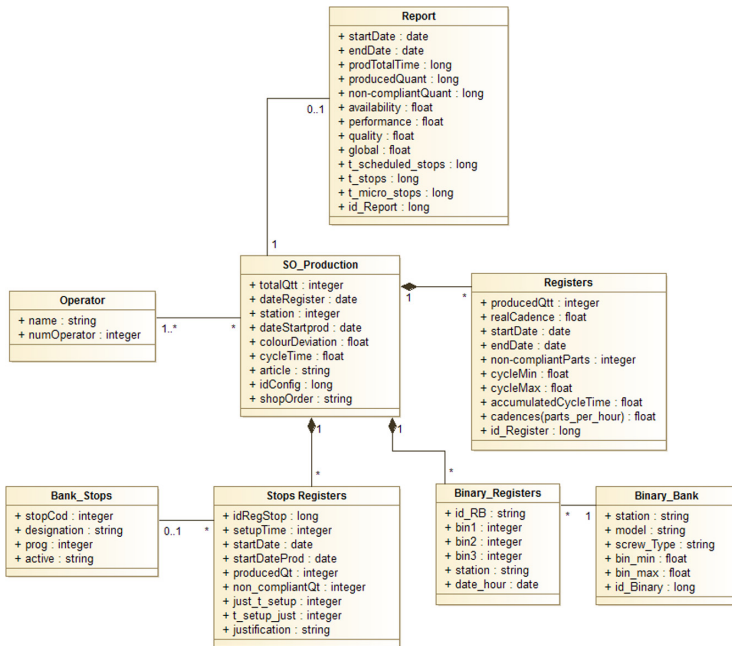 Report
+ startDate : date
+ endDate : date
+ prodTotalTime : long
+ producedQuant : long
+ non-compliantQuant : long
+ availability : float
+ performance : float
+ quality : float
+ global : float
+ t_scheduled_stops : long
+ t_stops : long
+ t_micro_stops : long
+ id_Report : long
0..1
1
SO_Production
+ totalQtt : integer
+ dateRegister : date
+ station : integer
+ dateStartprod : date
+ colourDeviation : float
+ cycleTime : float
+ article : string
+ idConfig : long
+ shopOrder : string
Operator
+ name : string
+ numOperator : integer
1..*
*
1
*
Registers
+ producedQtt : integer
+ realCadence : float
+ startDate : date
+ endDate : date
+ non-compliantParts : integer
+ cycleMin : float
+ cycleMax : float
+ accumulatedCycleTime : float
+ cadences(parts_per_hour) : float
+ id_Register : long
1
*
1
*
Bank_Stops
+ stopCod : integer
+ designation : string
+ prog : integer
+ active : string
0..1
*
Stops Registers
+ idRegStop : long
+ setupTime : integer
+ startDate : date
+ startDateProd : date
+ producedQt : integer
+ non_compliantQt : integer
+ just_t_setup : integer
+ t_setup_just : integer
+ justification : string
Binary_Registers
+ id_RB : string
+ bin1 : integer
+ bin2 : integer
+ bin3 : integer
+ station : string
+ date_hour : date
*
1
Binary_Bank
+ station : string
+ model : string
+ screw_Type : string
+ bin_min : float
+ bin_max : float
+ id_Binary : long